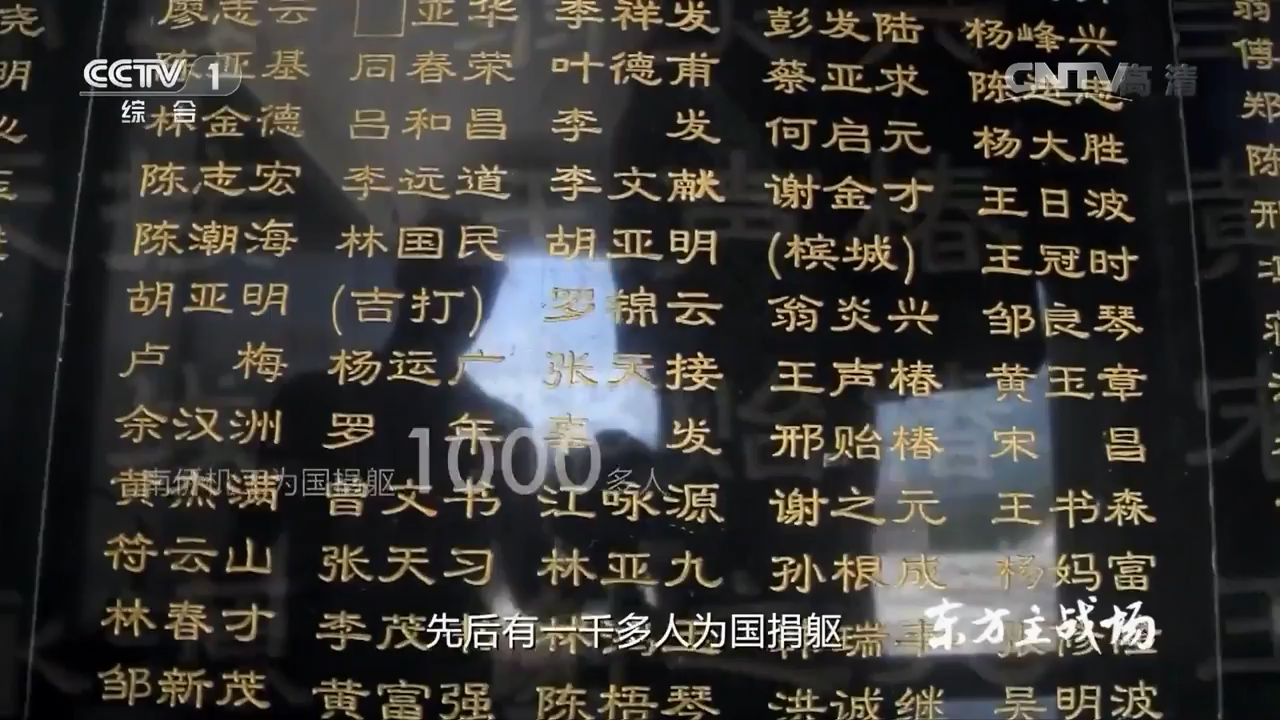 廖志云 亚华 李祥发 彭发陆 杨峰兴
CCTV 1 亚基 同春荣 叶德甫 蔡亚求 陈 忠 CNTV高清
综合 林金德 吕和昌 李发 何启元 杨大胜
陈志宏 李远道 李文献 谢金才 王日波
陈潮海 林国民 胡亚明 (槟城) 王冠时
胡亚明 (吉打) 罗锦云 翁炎兴 邹良琴
卢梅 杨运广 张天接 王声椿 黄玉章
余汉洲 罗年 李发 邢贻椿 宋昌
南侨机工为国捐躯1000多人
文书 江咏源 谢之元 王书森
符云山 张天习 林亚九 孙根成 杨妈富
林春才 李茂 瑞丰
先后有一千多人为国捐躯 东方主战场
邹新茂 黄富强 陈梧琴 洪诚继 吴明波